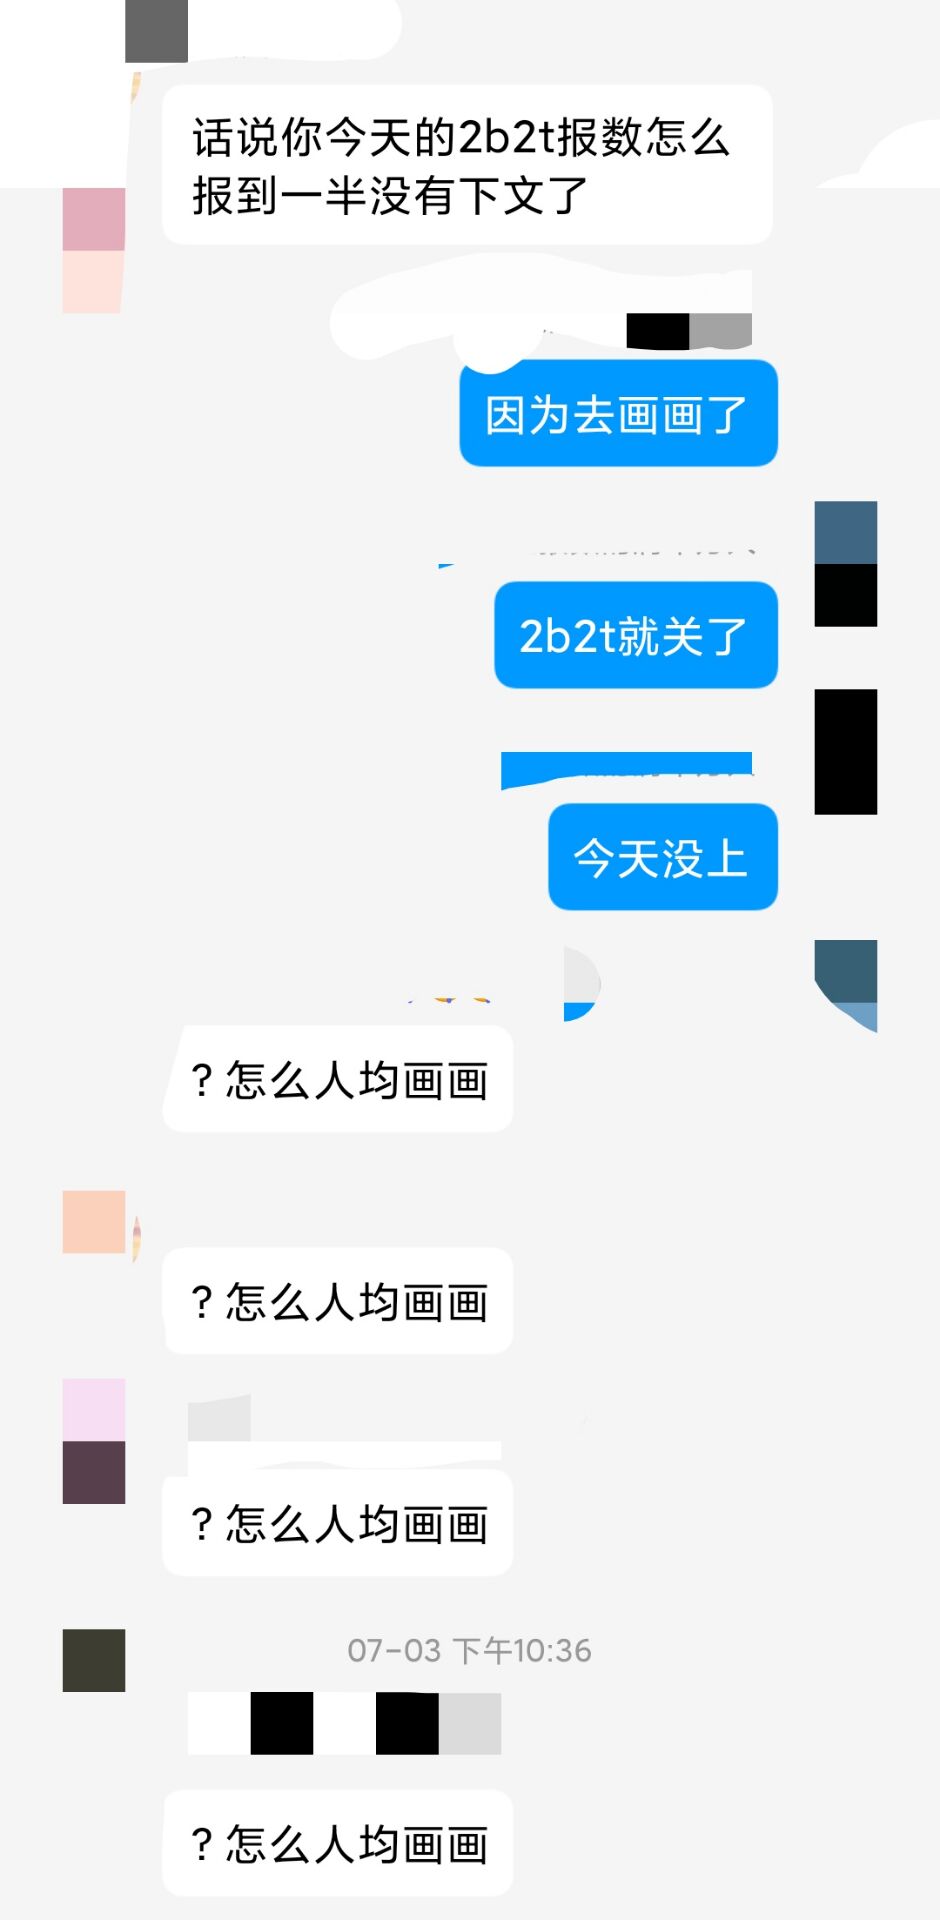 话说你今天的2b2t报数怎么
报到一半没有下文了
因为去画画了
2b2t就关了
今天没上
？怎么人均画画
？怎么人均画画
？怎么人均画画
07-03 下午10:36
？怎么人均画画